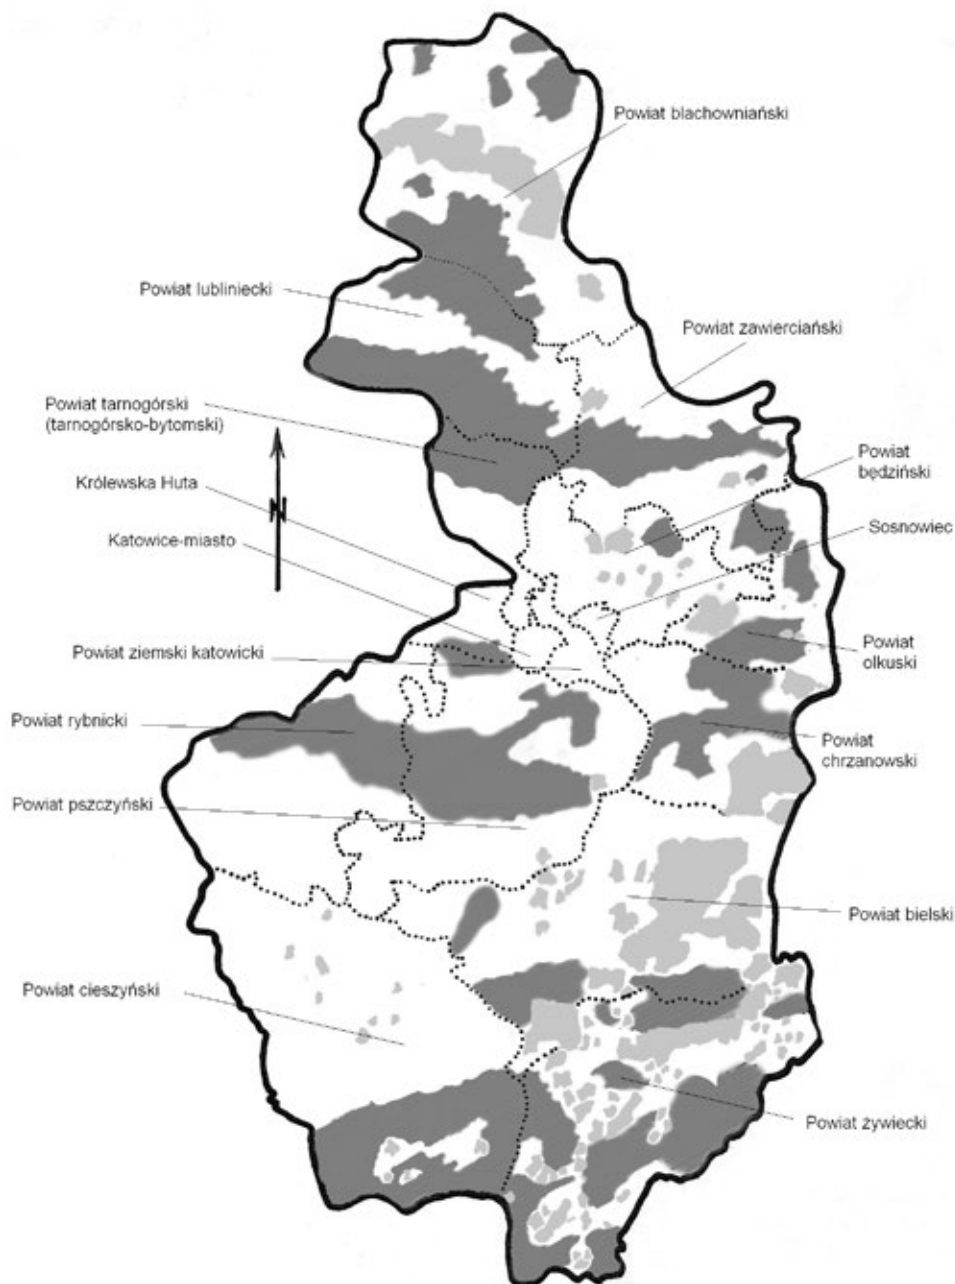 Powiat blachowniański
Powiat lubliniecki
Powiat zawierciański
Powiat tarnogórski
(tarnogórsko-bytomski)
Powiat
będziński
Królewska Huta
Sosnowiec
Katowice-miasto
Powiat
olkuski
Powiat ziemski katowicki
Powiat rybnicki
Powiat
chrzanowski
Powiat pszczyński
Powiat bielski
Powiat cieszyński
Powiat żywiecki
N